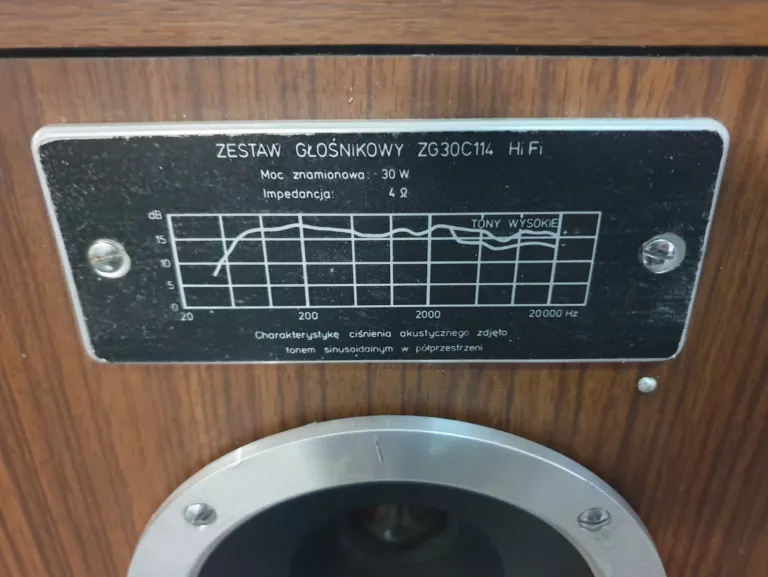 ZESTAW GŁOŚNIKOWY ZG30C114 HiFi
Moc znamionowa: 30 W
Impedancja: 4 Ω
dB
TONY WYSOKIE
15
10
5
0
20 200 2000 20000 Hz
Charakterystykę ciśnienia akustycznego zdjęto
tonem sinusoidalnym w półprzestrzeni